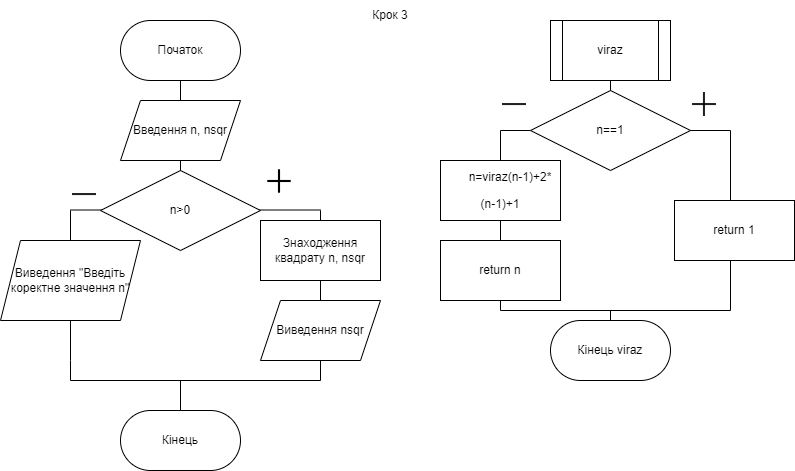 Крок 3
Початок
Введення n, nsqr
n>0
−
+
Виведення "Введіть
коректне значення n"
Знаходження
квадрату n, nsqr
Виведення nsqr
Кінець
viraz
n==1
−
+
n=viraz(n-1)+2*
(n-1)+1
return n
return 1
Кінець viraz